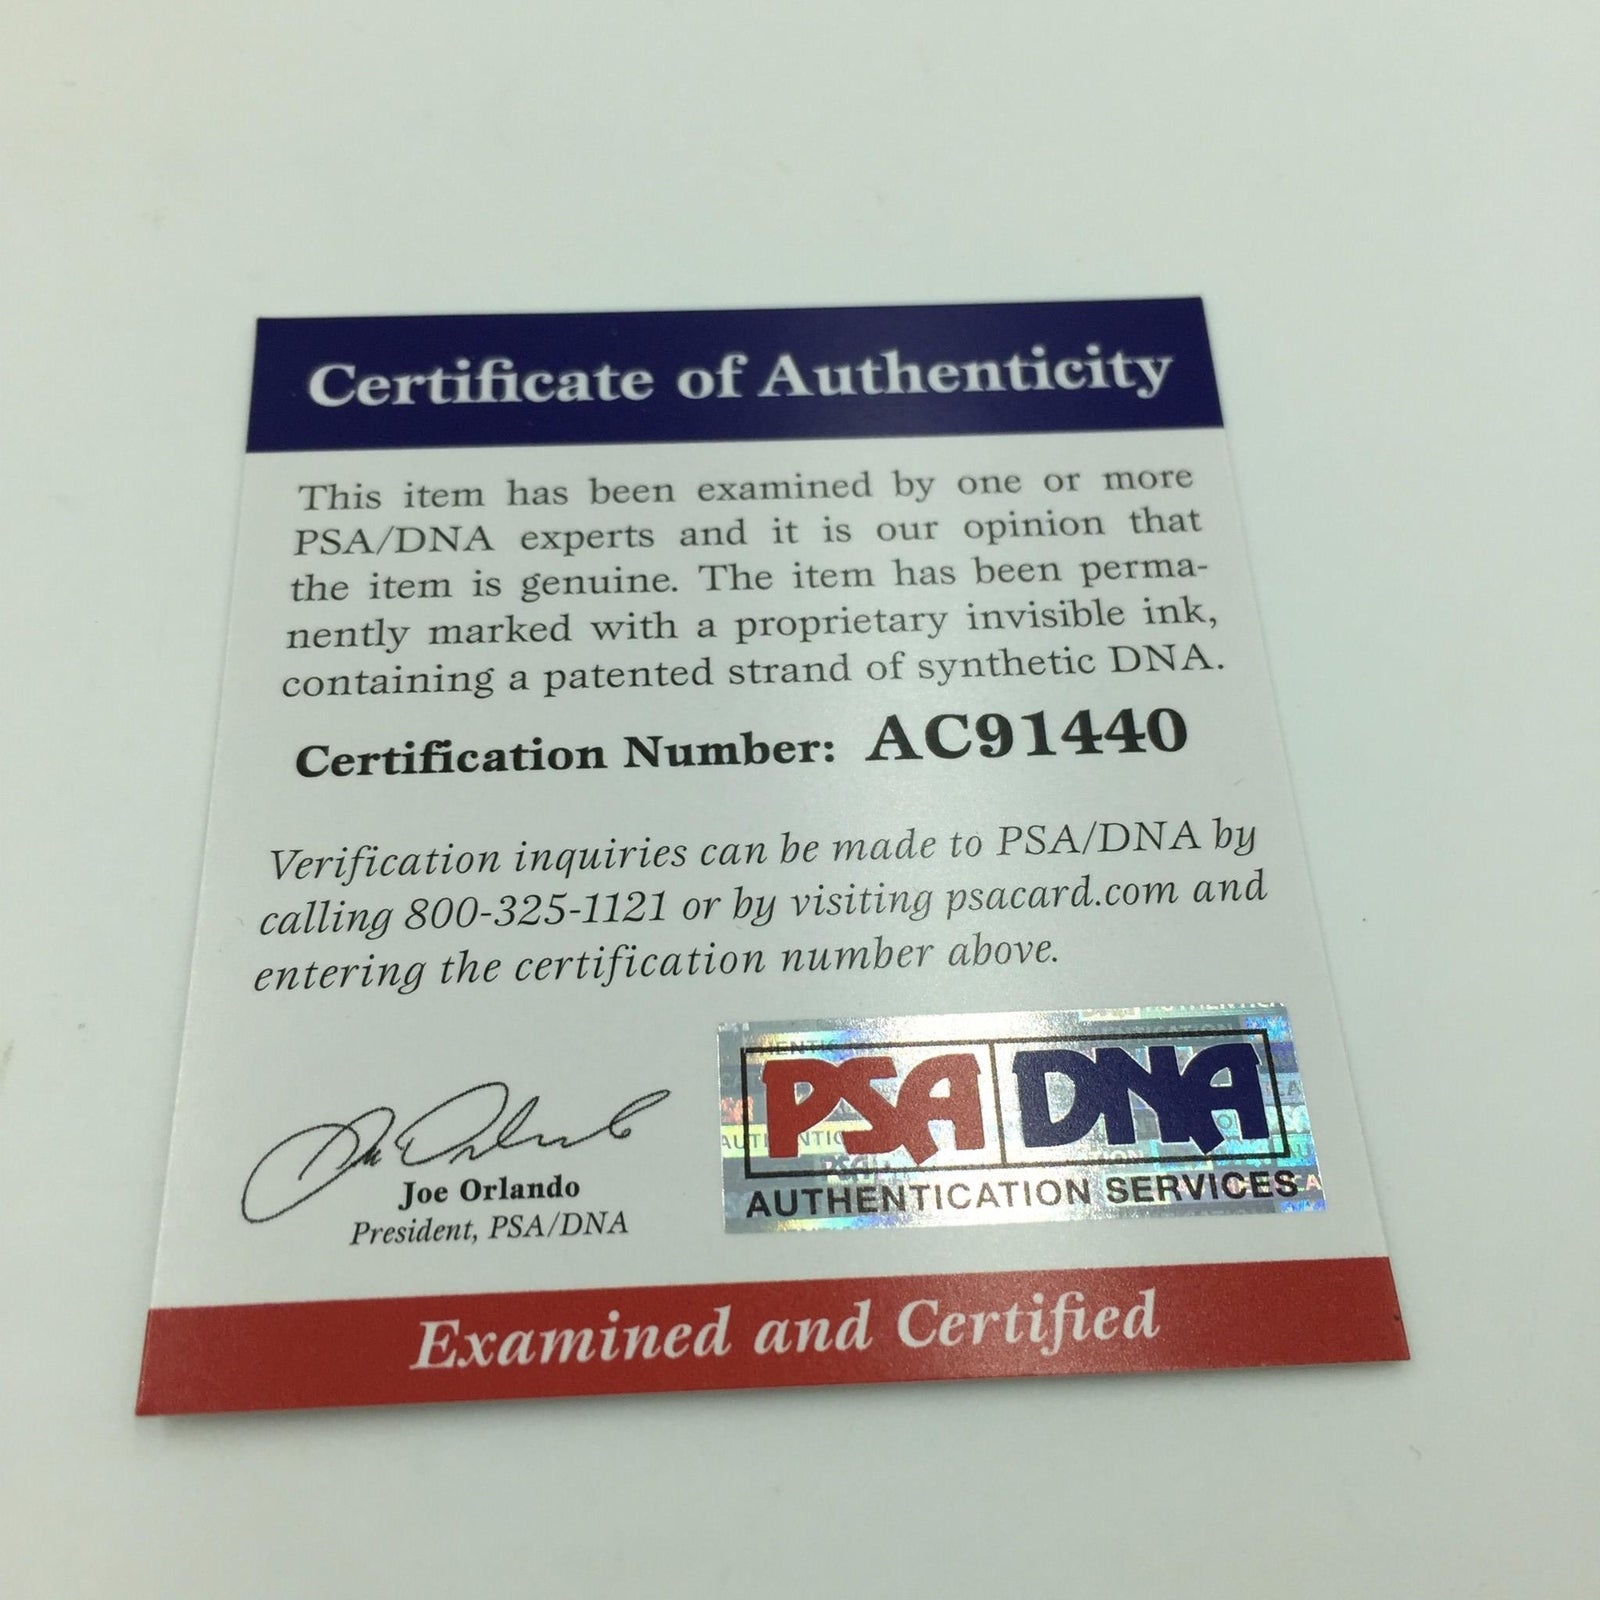 Certificate of Authenticity
This item has been examined by one or more
PSA/DNA experts and it is our opinion that
the item is genuine. The item has been perma-
nently marked with a proprietary invisible ink,
containing a patented strand of synthetic DNA.
Certification Number: AC91440
Verification inquiries can be made to PSA/DNA by
calling 800-325-1121 or by visiting psacard.com and
entering the certification number above.
Joe Orlando
President, PSA/DNA
PSA DNA
AUTHENTICATION SERVICES
Examined and Certified